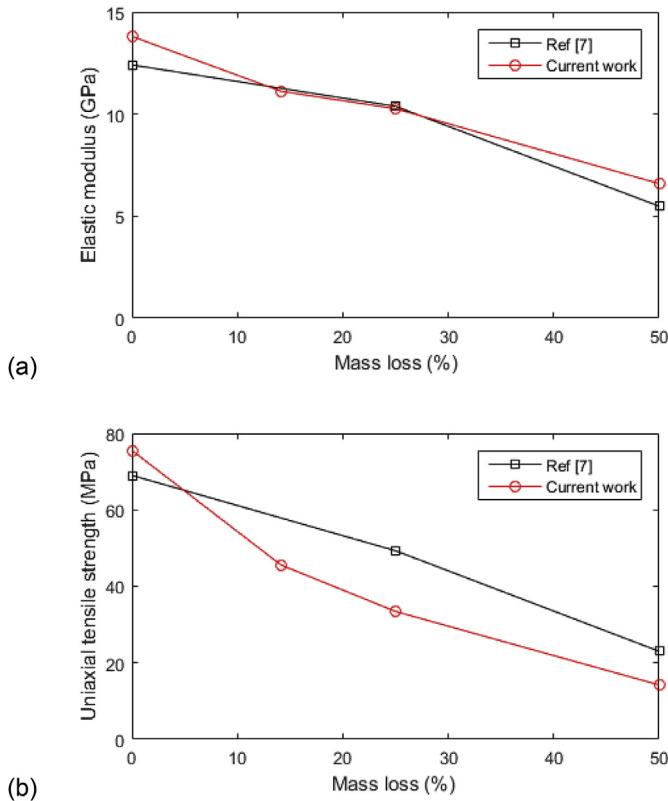 15
10
5
0
Elastic modulus (GPa)
Ref [7]
Current work
0 10 20 30 40 50
Mass loss (%)
(a)
80
60
40
20
0
Uniaxial tensile strength (MPa)
Ref [7]
Current work
0 10 20 30 40 50
Mass loss (%)
(b)